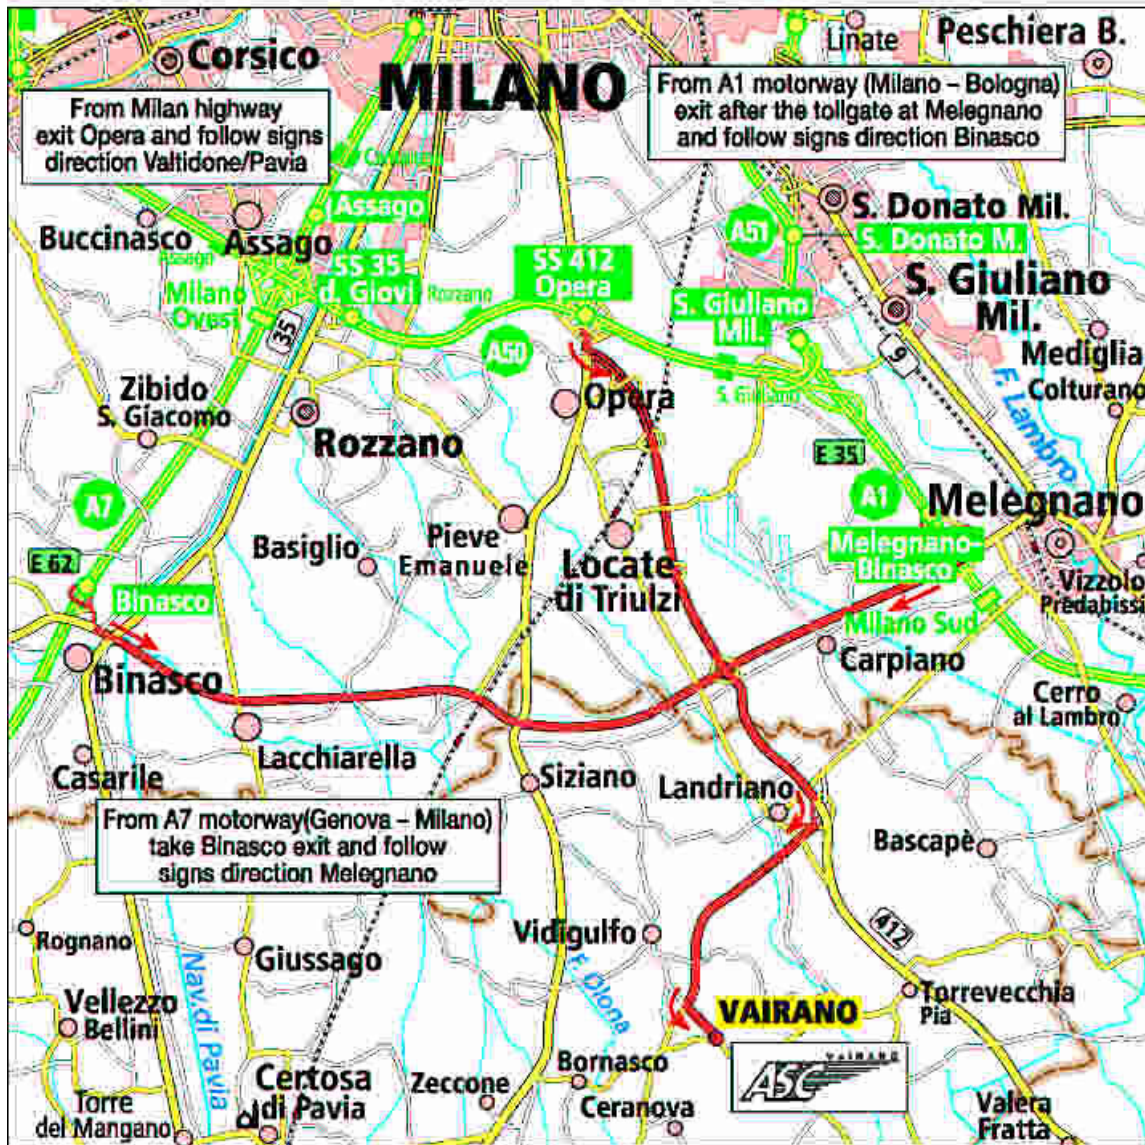 Corsico
MILANO
Linate
Peschiera B.
From Milan highway
exit Opera and follow signs
direction Valtidone/Pavia
From A1 motorway (Milano – Bologna)
exit after the tollgate at Melegnano
and follow signs direction Binasco
Assago
A51
S. Donato Mil.
S. Donato M.
Buccinasco
Assago
Assago
SS 35
d. Giovi
Rozzano
SS 412
Opera
S. Giuliano
Mil.
S. Giuliano
Mil.
Milano
Ovest
35
A50
9
Mediglia
Colturano
Zibido
S. Giacomo
Opera
S. Giuliano
F. Lambro
Rozzano
E 35
A7
A1
Melegnano
Basiglio
Pieve
Emanuele
Locate
di Triulzi
Melegnano-
Binasco
E 62
Binasco
Vizzolo
Predabissi
Milano Sud
Binasco
Carpiano
Cerro
al Lambro
Lacchiarella
Casarile
Siziano
Landriano
From A7 motorway(Genova – Milano)
take Binasco exit and follow
signs direction Melegnano
Bascapè
Rognano
Giussago
Vidigulfo
412
F. Olona
Vellezzo
Bellini
Nav. di Pavia
VAIRANO
Torrevecchia
Pia
VAIRANO
ASC
Bornasco
Certosa
di Pavia
Zeccone
Ceranova
Torre
del Mangano
Valera
Fratta